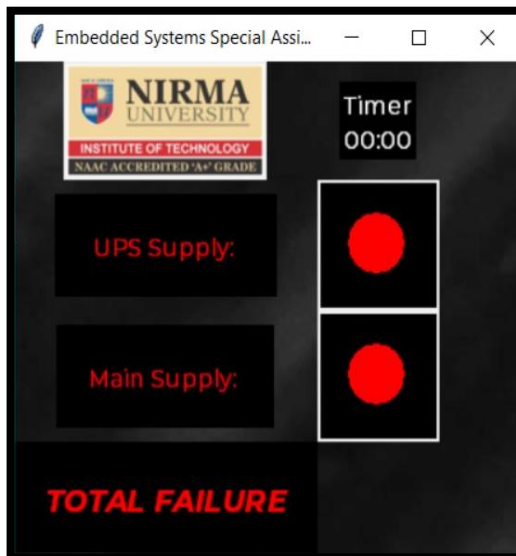 Embedded Systems Special Assi...
NIRMA
UNIVERSITY
INSTITUTE OF TECHNOLOGY
NAAC ACCREDITED 'A+' GRADE
Timer
00:00
UPS Supply:
Main Supply:
TOTAL FAILURE